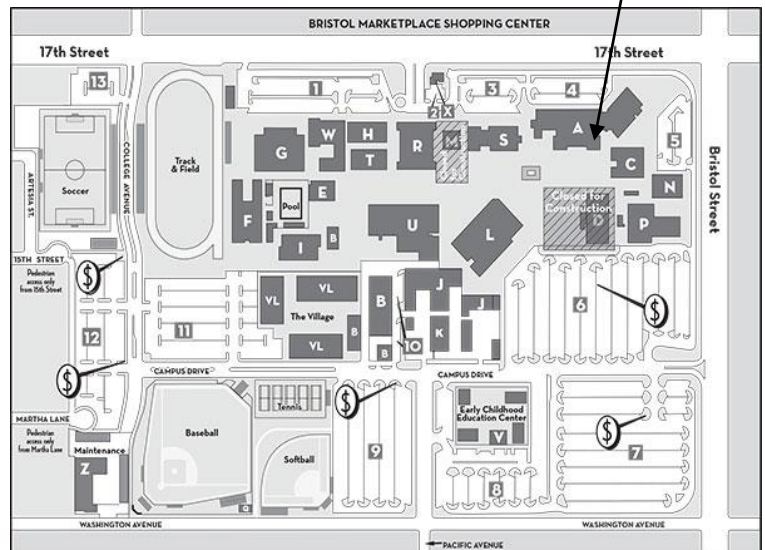 BRISTOL MARKETPLACE SHOPPING CENTER
17th Street
17th Street
13
1
2
X
3
4
5
COLLEGE AVENUE
Bristol Street
ARTESIA ST.
Soccer
Track
& Field
G
W
H
T
R
M
S
A
C
N
F
E
Pool
I
B
U
L
Closed for
Construction
D
P
15TH STREET
Pedestrian
access only
from 15th Street
$
12
11
VL
VL
The Village
VL
B
B
B
10
J
J
K
6
$
$
CAMPUS DRIVE
CAMPUS DRIVE
MARTHA LANE
Pedestrian
access only
from Martha Lane
Maintenance
Z
Baseball
Tennis
Softball
$
9
Early Childhood
Education Center
V
8
$
7
Q
WASHINGTON AVENUE
WASHINGTON AVENUE
PACIFIC AVENUE